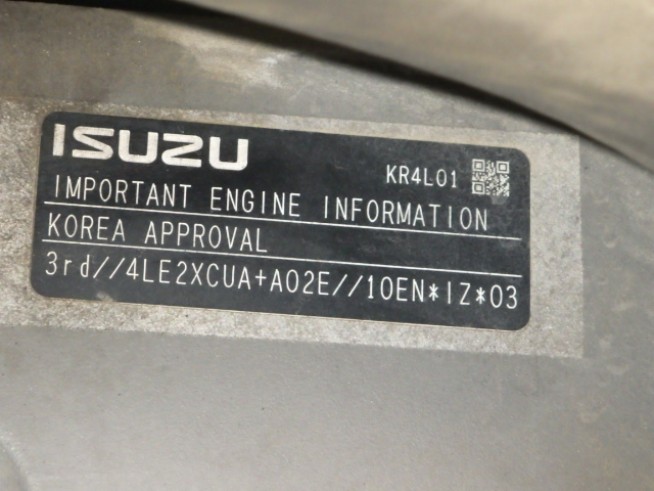 ISUZU
KR4L01
IMPORTANT ENGINE INFORMATION
KOREA APPROVAL
3rd//4LE2XCUA+A02E//10EN*IZ*03